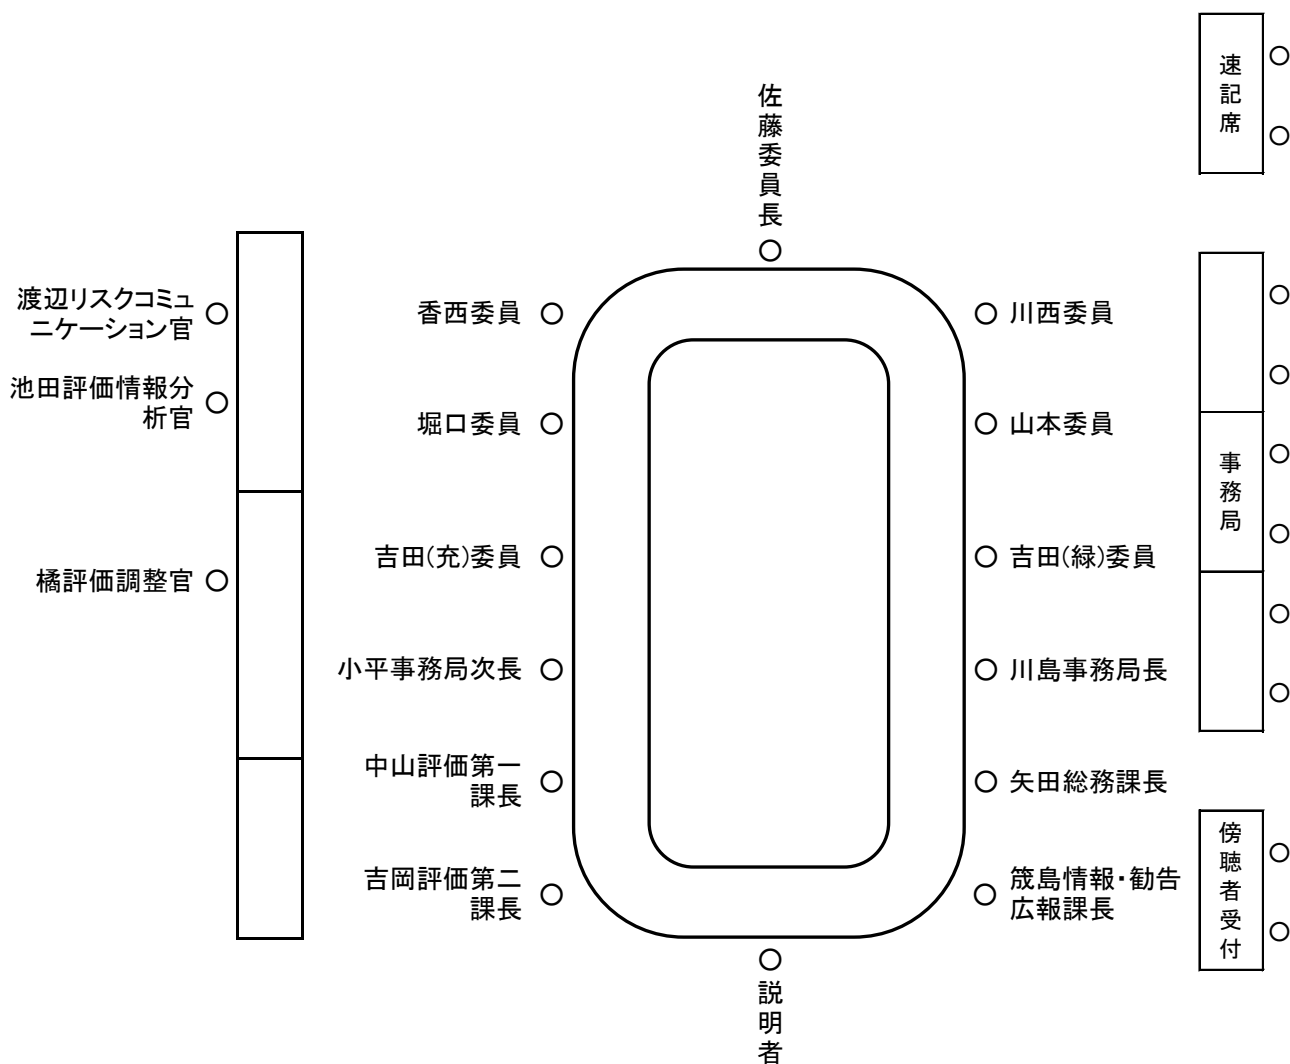 速記席
佐藤委員長
渡辺リスクコミュ
ニケーション官
池田評価情報分
析官
橘評価調整官
香西委員
堀口委員
吉田(充)委員
小平事務局次長
中山評価第一
課長
吉岡評価第二
課長
川西委員
山本委員
吉田(緑)委員
川島事務局長
矢田総務課長
筬島情報・勧告
広報課長
説明者
事務局
傍聴者受付